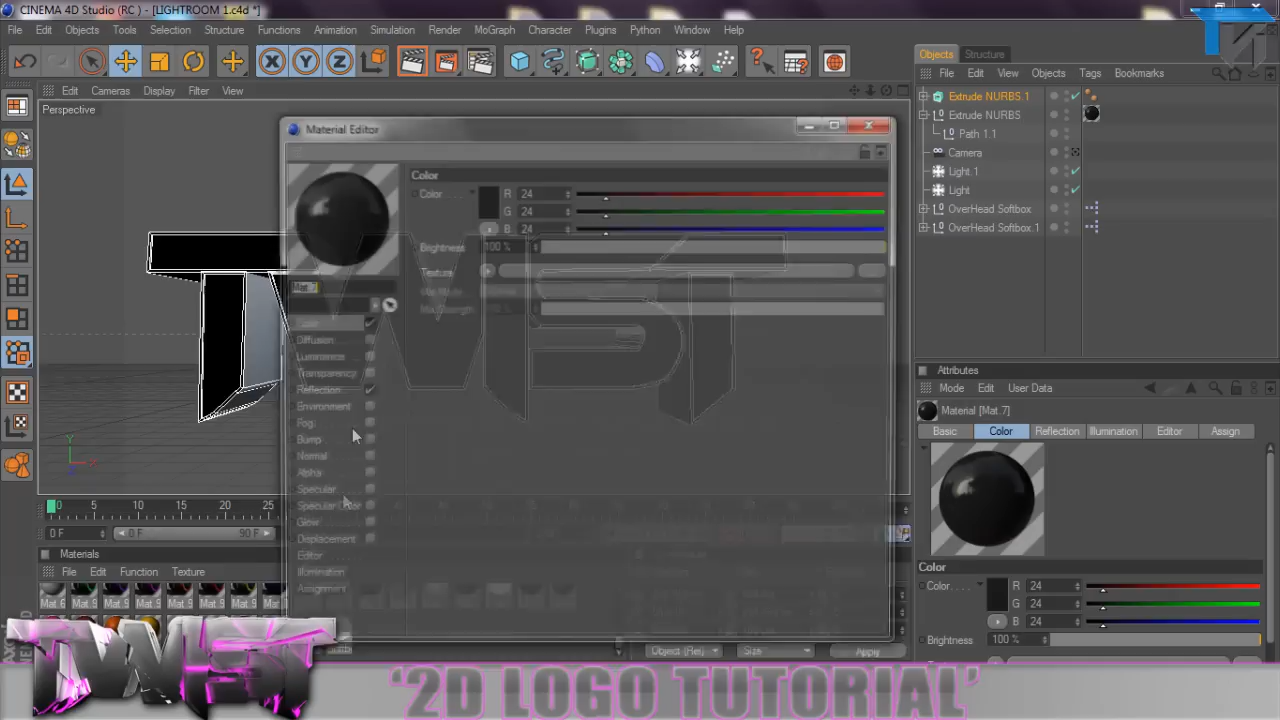 CINEMA 4D Studio (RC ) - [LIGHTROOM 1.c4d *]
File Edit Objects Tools Selection Structure Functions Animation Simulation Render MoGraph Character Plugins Python Window Help
Edit Cameras Display Filter View
Perspective
Objects Structure
File Edit View Objects Tags Bookmarks
Extrude NURBS.1
Extrude NURBS
Path 1.1
Camera
Light.1
Light
OverHead Softbox
OverHead Softbox.1
Material Editor
Color
Color R 24
G 24
B 24
Brightness 100 %
Texture
Mat.7
Diffusion
Luminance
Transparency
Reflection
Environment
Fog
Bump
Normal
Alpha
Specular
Specular Color
Glow
Displacement
Editor
Illumination
Assignment
Attributes
Mode Edit User Data
Material [Mat.7]
Basic Color Reflection Illumination Editor Assign
Color
Color R 24
G 24
B 24
Brightness 100 %
Y
X
Z
0 5 10 15 20 25
0 F 0 F 90 F
Materials
File Edit Function Texture
Mat 6 Mat.9 Mat.9 Mat.9 Mat.9 Mat.9
Object (Rel) Size Apply
TWIST
‘2D LOGO TUTORIAL’